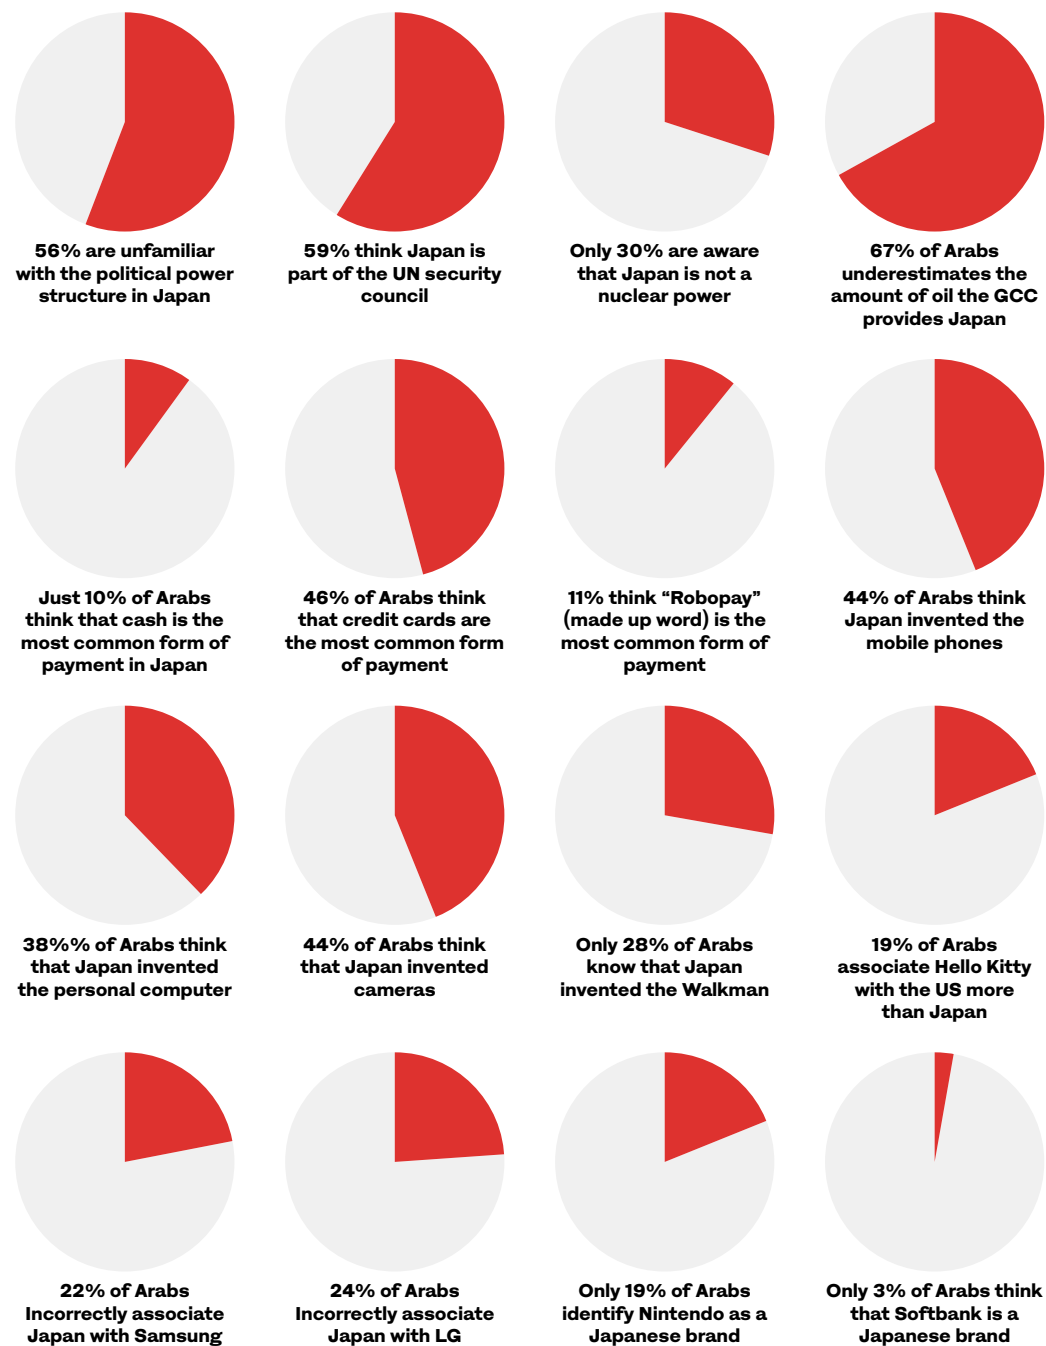 56% are unfamiliar
with the political power
structure in Japan
59% think Japan is
part of the UN security
council
Only 30% are aware
that Japan is not a
nuclear power
67% of Arabs
underestimates the
amount of oil the GCC
provides Japan
Just 10% of Arabs
think that cash is the
most common form of
payment in Japan
46% of Arabs think
that credit cards are
the most common form
of payment
11% think “Robopay”
(made up word) is the
most common form of
payment
44% of Arabs think
Japan invented the
mobile phones
38%% of Arabs think
that Japan invented
the personal computer
44% of Arabs think
that Japan invented
cameras
Only 28% of Arabs
know that Japan
invented the Walkman
19% of Arabs
associate Hello Kitty
with the US more
than Japan
22% of Arabs
Incorrectly associate
Japan with Samsung
24% of Arabs
Incorrectly associate
Japan with LG
Only 19% of Arabs
identify Nintendo as a
Japanese brand
Only 3% of Arabs think
that Softbank is a
Japanese brand